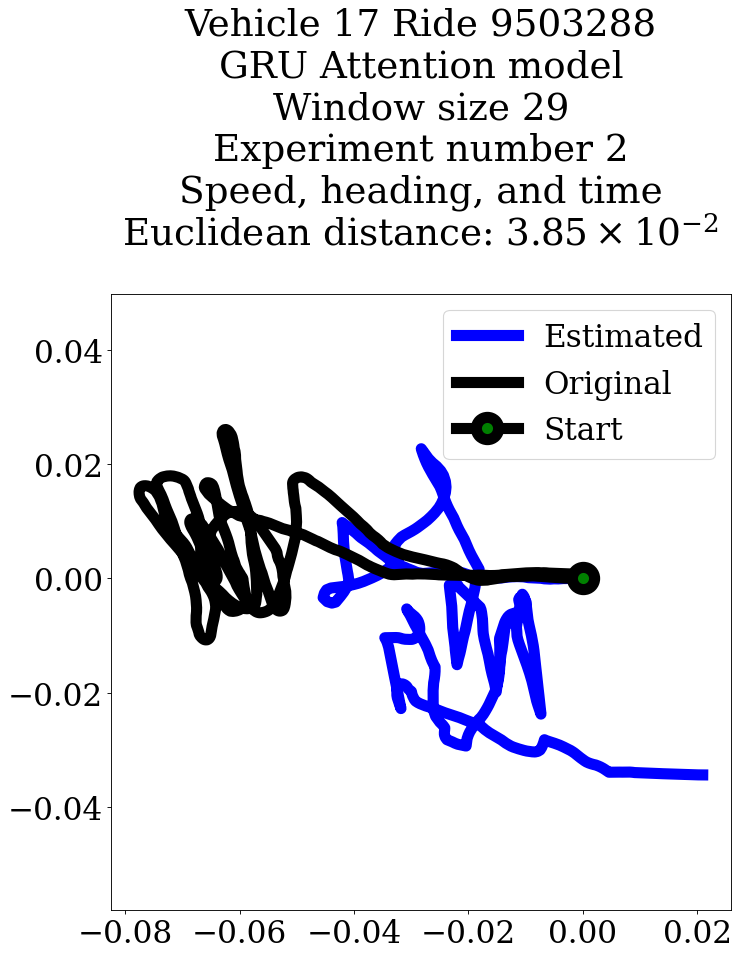 Vehicle 17 Ride 9503288
GRU Attention model
Window size 29
Experiment number 2
Speed, heading, and time
Euclidean distance: 3.85 × 10⁻²
Estimated
Original
Start
0.04
0.02
0.00
−0.02
−0.04
−0.08 −0.06 −0.04 −0.02 0.00 0.02